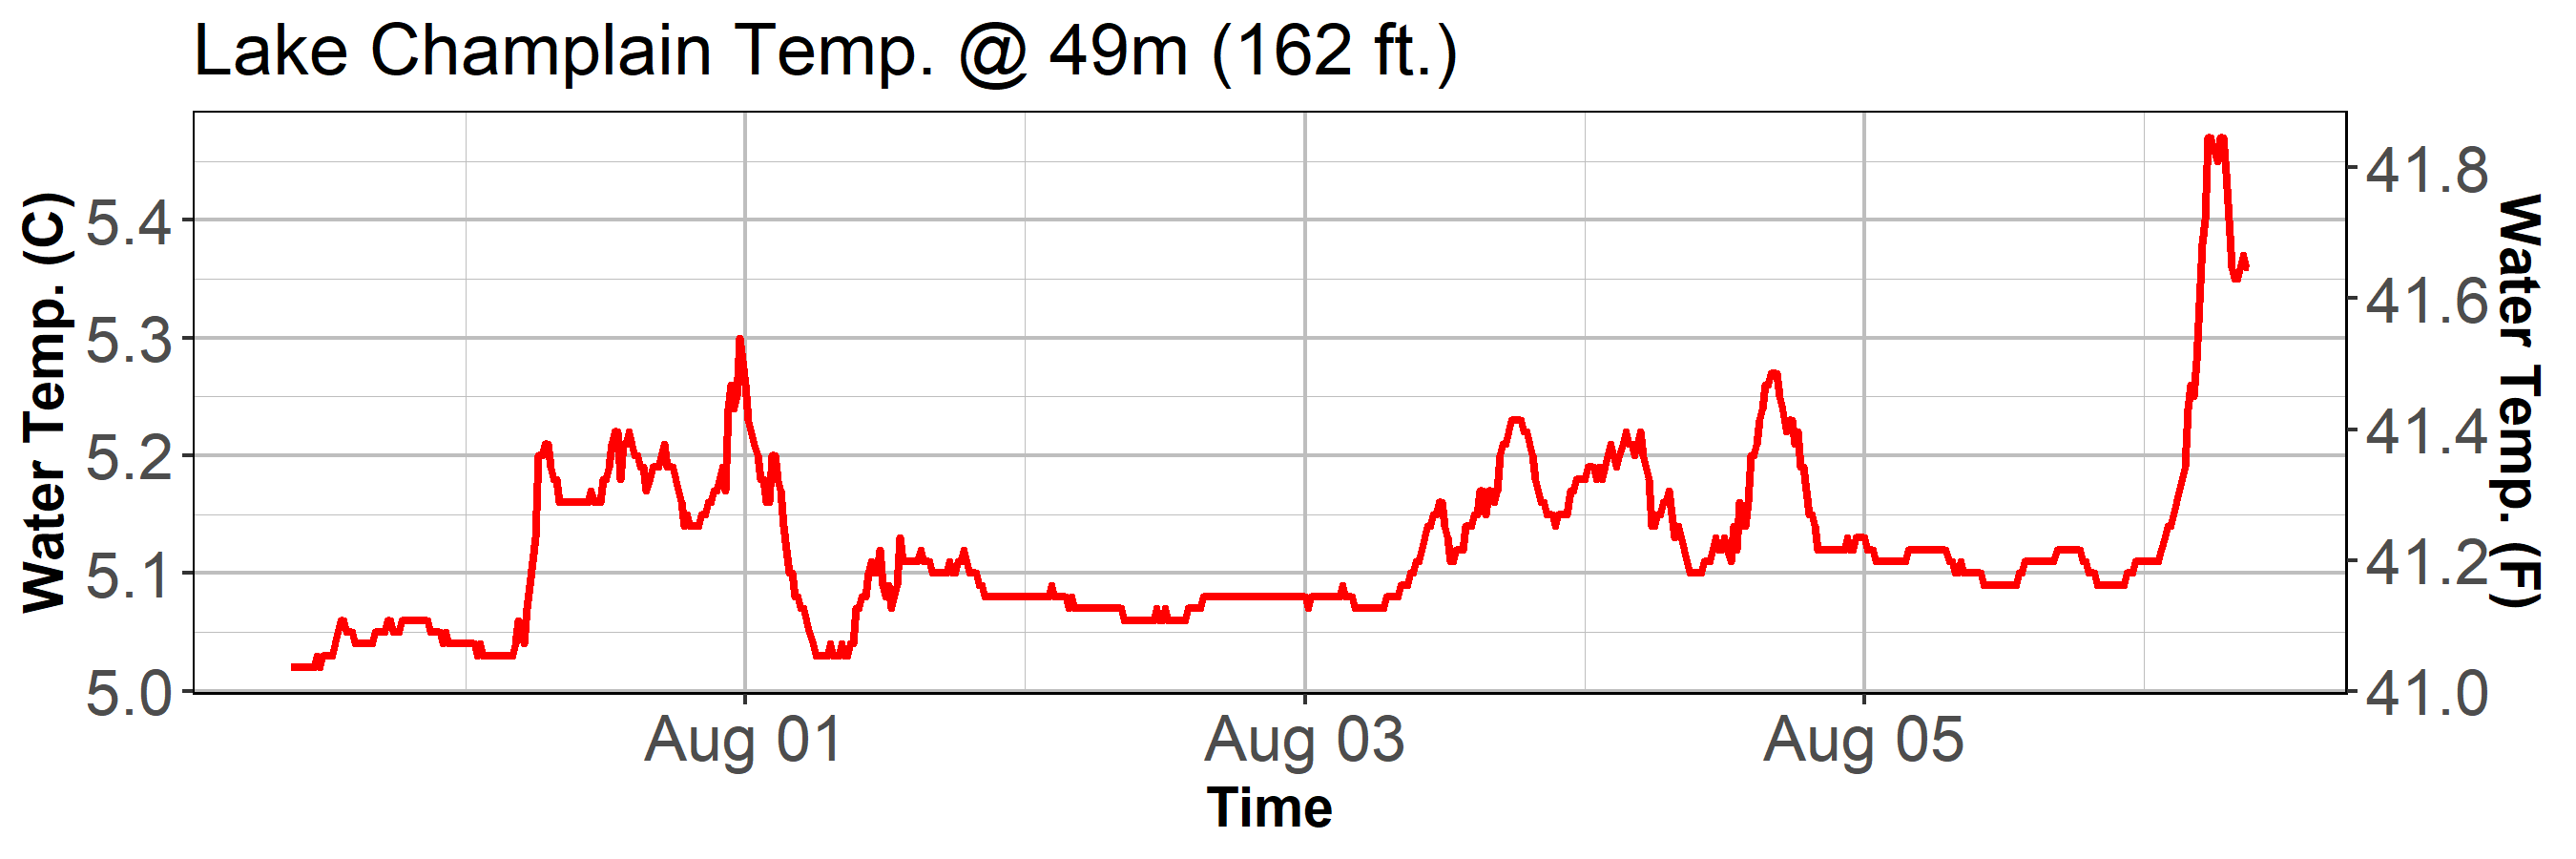 Lake Champlain Temp. @ 49m (162 ft.)
Water Temp. (C)
5.4
5.3
5.2
5.1
5.0
41.8
41.6
41.4
41.2
41.0
Water Temp. (F)
Aug 01 Aug 03 Aug 05
Time